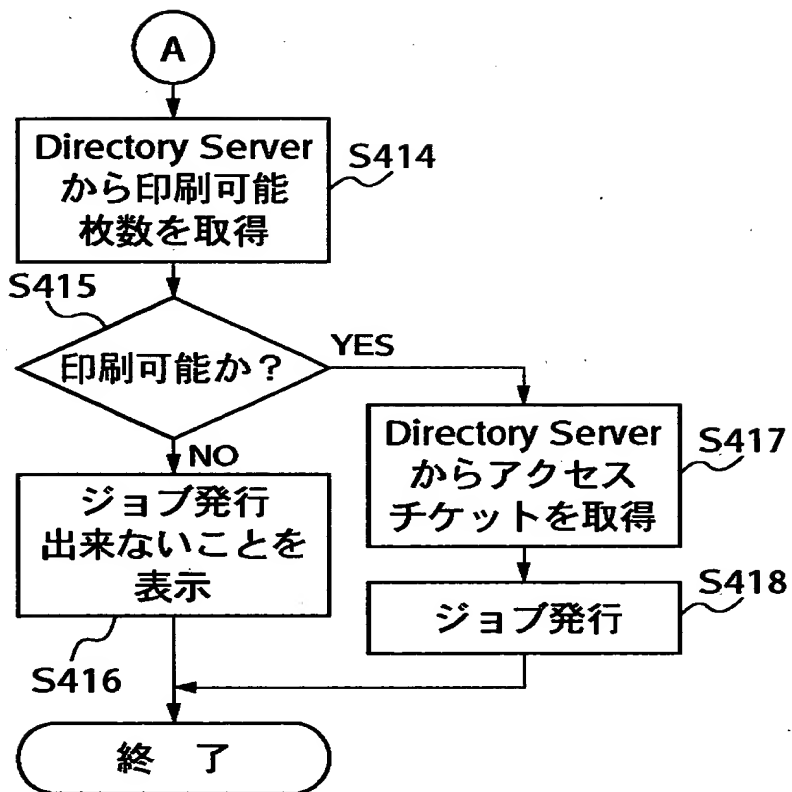 A
Directory Server
から印刷可能
枚数を取得
S414
S415
印刷可能か？
YES
NO
Directory Server
からアクセス
チケットを取得
S417
ジョブ発行
出来ないことを
表示
S416
ジョブ発行
S418
終 了